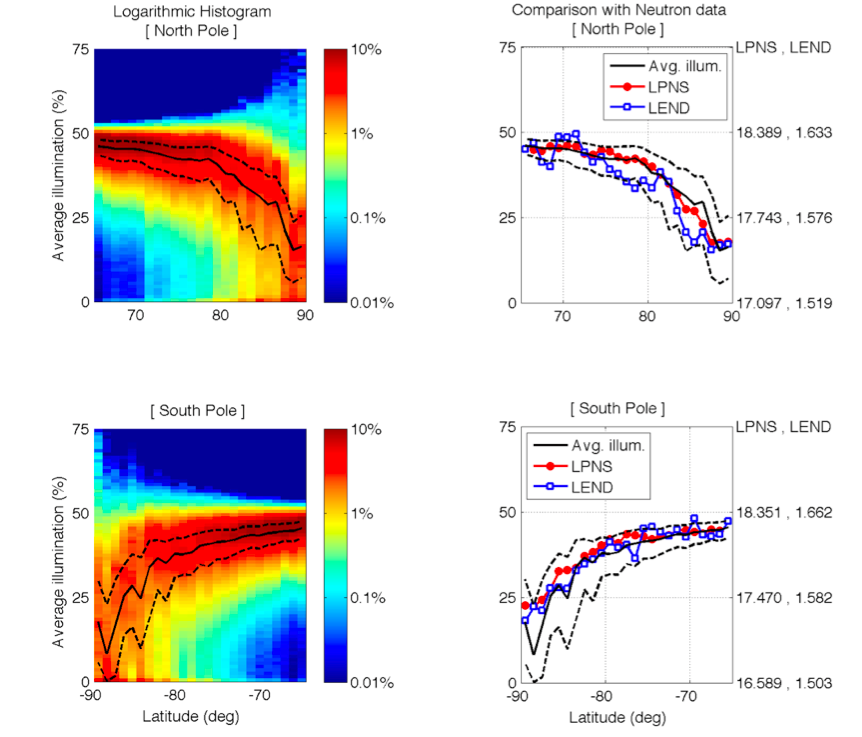 Logarithmic Histogram
[ North Pole ]
75
50
25
0
Average illumination (%)
70
80
90
10%
1%
0.1%
0.01%
Comparison with Neutron data
[ North Pole ]
75
50
25
0
70
80
90
Avg. illum.
LPNS
LEND
LPNS , LEND
18.389 , 1.633
17.743 , 1.576
17.097 , 1.519
[ South Pole ]
75
50
25
0
Average illumination (%)
-90
-80
-70
Latitude (deg)
10%
1%
0.1%
0.01%
[ South Pole ]
75
50
25
0
-90
-80
-70
Latitude (deg)
Avg. illum.
LPNS
LEND
LPNS , LEND
18.351 , 1.662
17.470 , 1.582
16.589 , 1.503